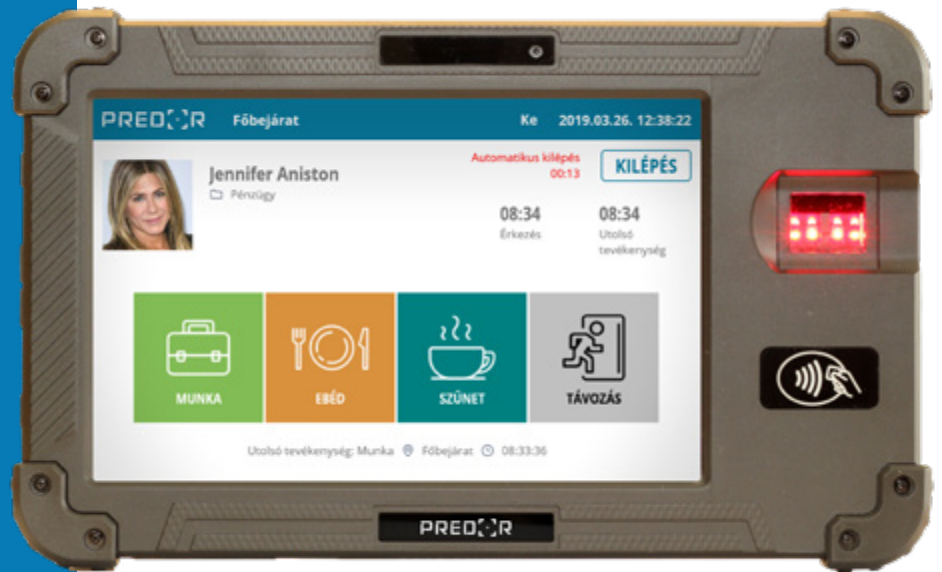 PREDOR Főbejárat Ke 2019.03.26. 12:38:22
Automatikus kilépés
00:13
KILÉPÉS
Jennifer Aniston
Pénzügy
08:34 08:34
Érkezés Utolsó
tevékenység
MUNKA EBÉD SZÜNET TÁVOZÁS
Utolsó tevékenység: Munka Főbejárat 08:33:36
PREDOR